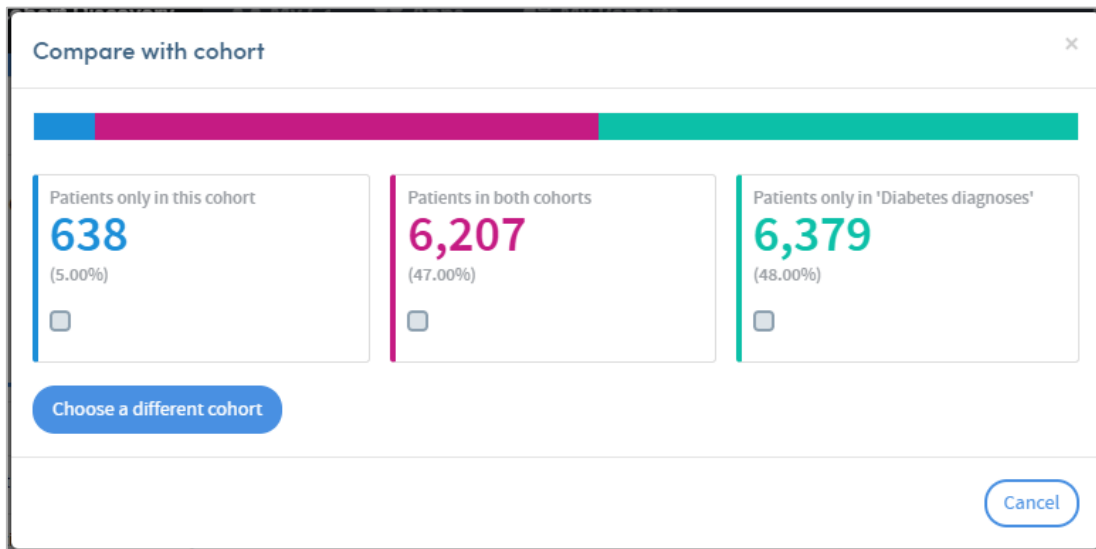 Compare with cohort
×
Patients only in this cohort
638
(5.00%)
Patients in both cohorts
6,207
(47.00%)
Patients only in 'Diabetes diagnoses'
6,379
(48.00%)
Choose a different cohort
Cancel